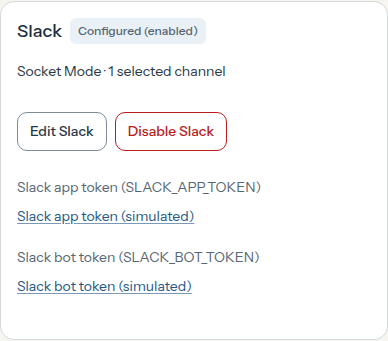 Slack Configured (enabled)
Socket Mode · 1 selected channel
Edit Slack Disable Slack
Slack app token (SLACK_APP_TOKEN)
Slack app token (simulated)
Slack bot token (SLACK_BOT_TOKEN)
Slack bot token (simulated)